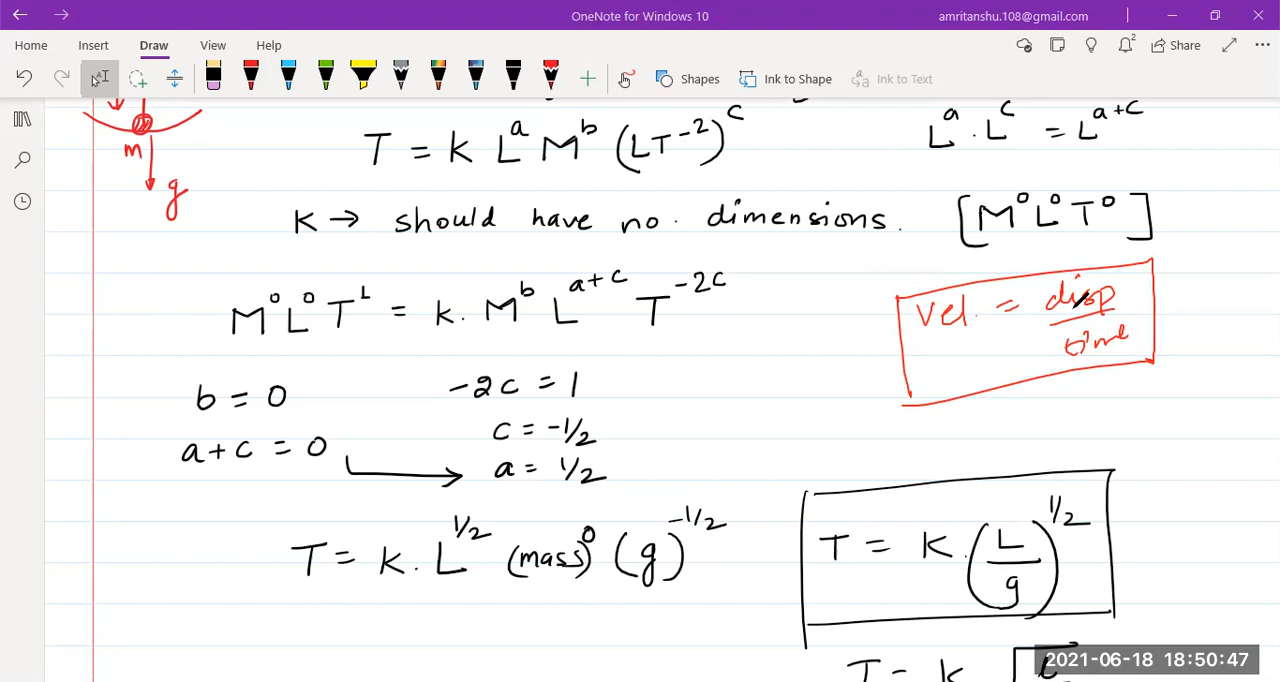 OneNote for Windows 10
amritanshu.108@gmail.com
Home Insert Draw View Help
Share
Shapes Ink to Shape Ink to Text
T = K L^a M^b (LT^-2)^c
L^a . L^c = L^a+c
m
g
K → should have no dimensions. [M^0 L^0 T^0]
M^0 L^0 T^1 = k. M^b L^a+c T^-2c
Vel. = disp/time
b = 0
-2c = 1
a+c = 0
c = -1/2
a = 1/2
T = K. L^1/2 (mass)^0 (g)^-1/2
T = K. (L/g)^1/2
T = K
2021-06-18 18:50:47